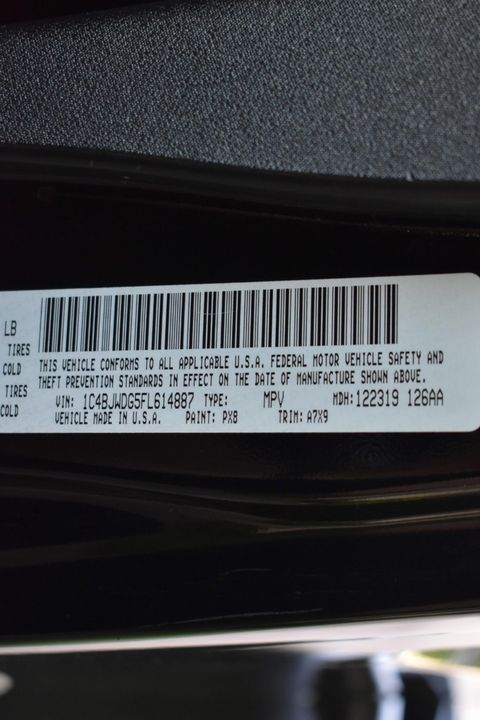 LB
TIRES
COLD
TIRES
COLD
THIS VEHICLE CONFORMS TO ALL APPLICABLE U.S.A. FEDERAL MOTOR VEHICLE SAFETY AND
THEFT PREVENTION STANDARDS IN EFFECT ON THE DATE OF MANUFACTURE SHOWN ABOVE.
VIN: 1C4BJWDG5FL614887 TYPE: MPV MDH:122319 126AA
VEHICLE MADE IN U.S.A. PAINT: PX8 TRIM: A7X9